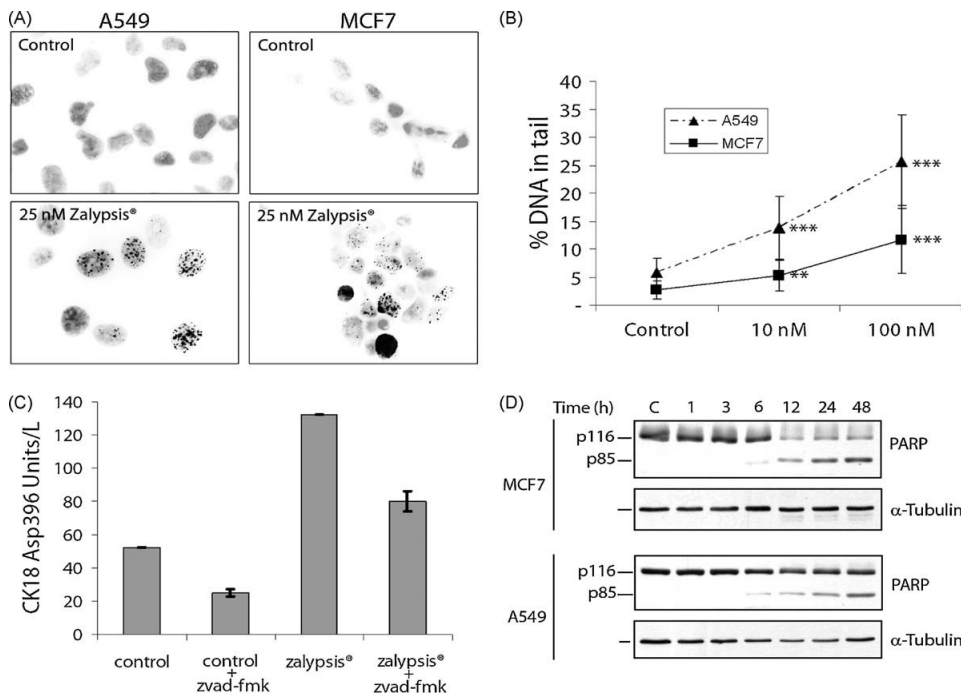 (A)
A549
MCF7
Control
Control
25 nM Zalypsis®
25 nM Zalypsis®
(B)
% DNA in tail
40
35
30
25
20
15
10
5
-
A549
MCF7
***
***
**
***
Control
10 nM
100 nM
(C)
CK18 Asp396 Units/L
140
120
100
80
60
40
20
0
control
control
+
zvad-fmk
zalypsis®
zalypsis®
+
zvad-fmk
(D)
Time (h)
C 1 3 6 12 24 48
MCF7
p116
p85
PARP
α-Tubulin
A549
p116
p85
PARP
α-Tubulin